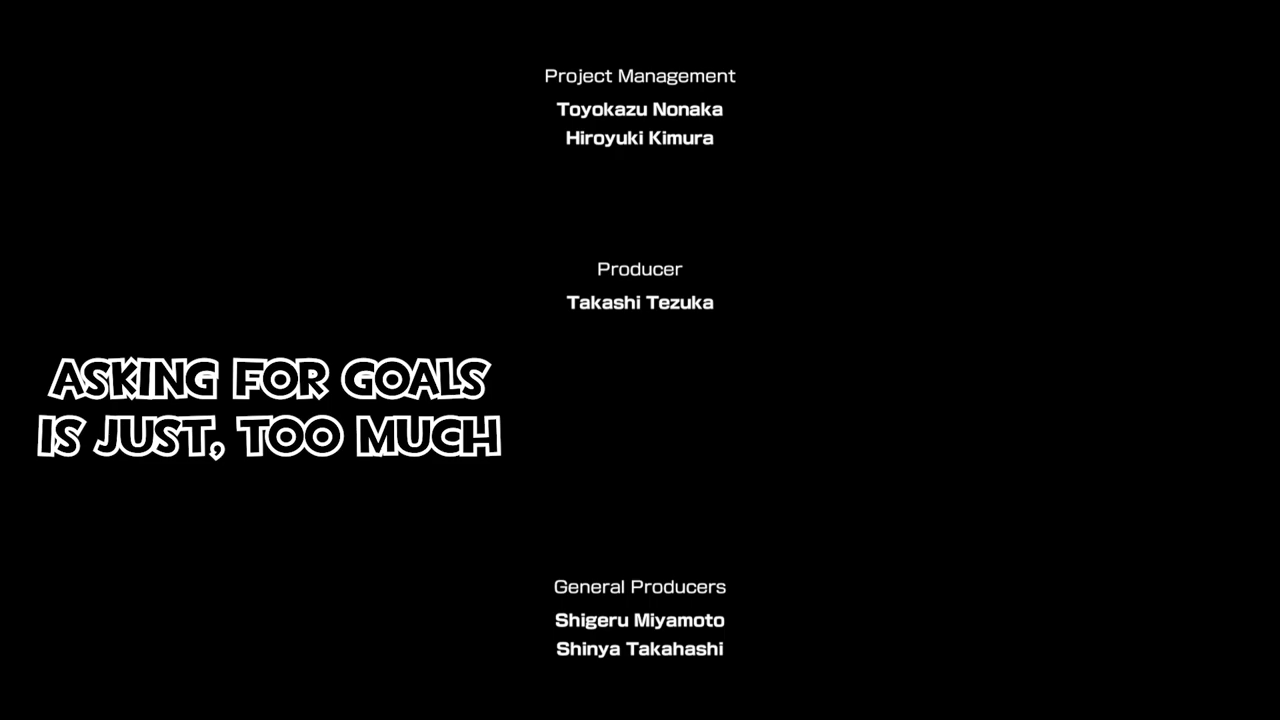 Project Management
Toyokazu Nonaka
Hiroyuki Kimura
Producer
Takashi Tezuka
ASKING FOR GOALS
IS JUST, TOO MUCH
General Producers
Shigeru Miyamoto
Shinya Takahashi